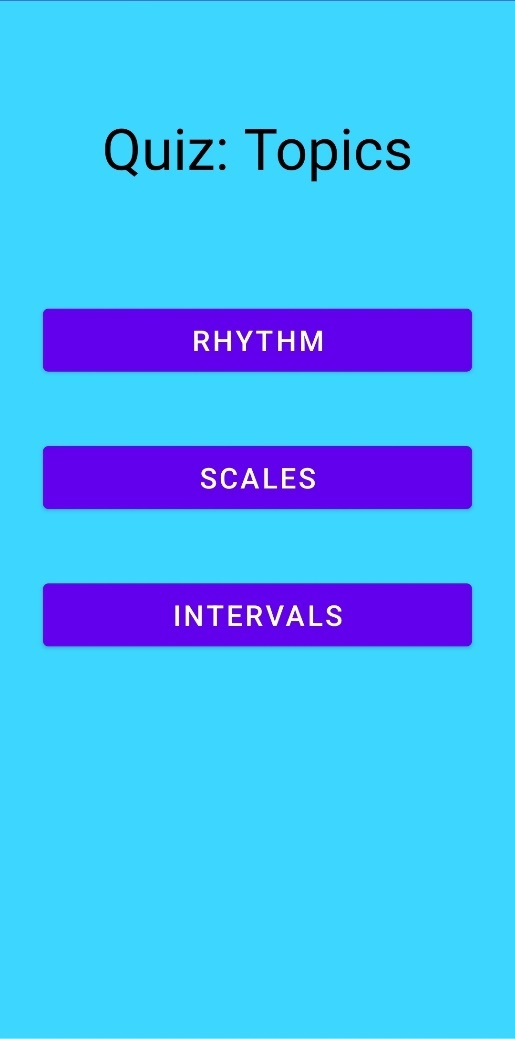 Quiz: Topics
RHYTHM
SCALES
INTERVALS